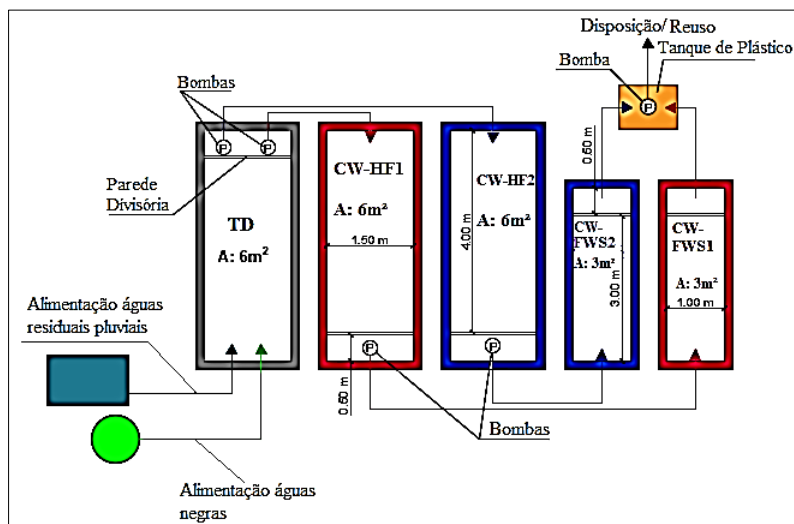 Disposição/ Reuso
Tanque de Plástico
Bomba
P
Bombas
P
P
Parede
Divisória
TD
A: 6m²
CW-HF1
A: 6m²
1.50 m
CW-HF2
A: 6m²
4.00 m
0.60 m
CW-
FWS2
A: 3m²
3.00 m
CW-
FWS1
A: 3m²
1.00 m
Alimentação águas
residuais pluviais
P
P
0.60 m
Bombas
Alimentação águas
negras